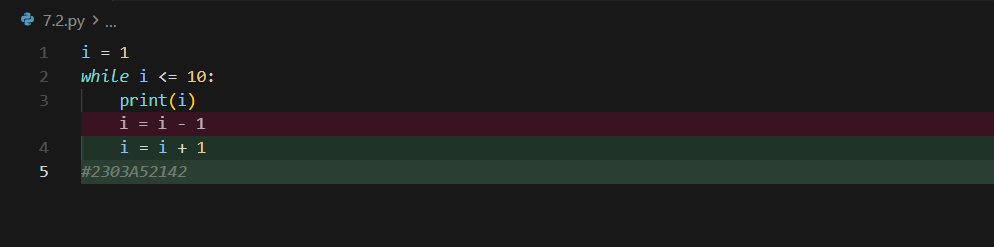 7.2.py > ...
1 i = 1
2 while i <= 10:
3     print(i)
    i = i - 1
4     i = i + 1
5 #2303A52142